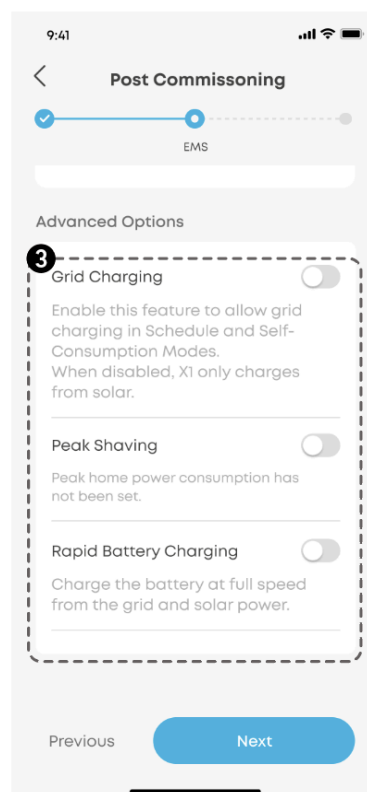 9:41
Post Commissoning
EMS
Advanced Options
3
Grid Charging
Enable this feature to allow grid
charging in Schedule and Self-
Consumption Modes.
When disabled, X1 only charges
from solar.
Peak Shaving
Peak home power consumption has
not been set.
Rapid Battery Charging
Charge the battery at full speed
from the grid and solar power.
Previous
Next